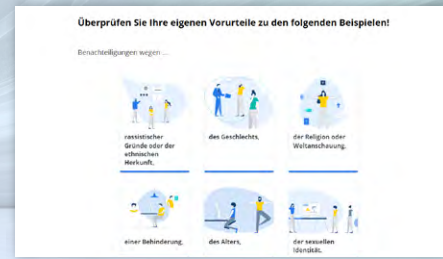 Überprüfen Sie Ihre eigenen Vorurteile zu den folgenden Beispielen!
Benachteiligungen wegen ...
rassistischer
Gründe oder der
ethnischen
Herkunft,
des Geschlechts,
der Religion oder
Weltanschauung,
einer Behinderung,
des Alters,
der sexuellen
Identität.